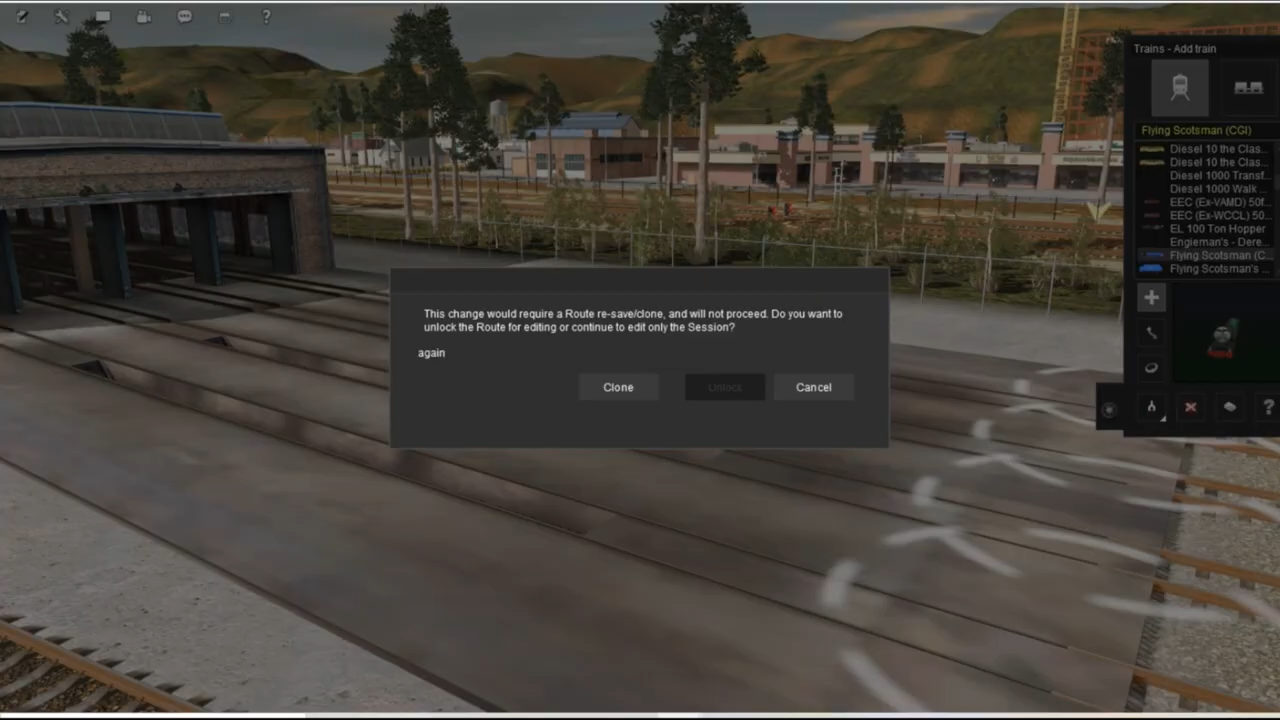 Trains - Add train
Flying Scotsman (CGI)
Diesel 10 the Clas...
Diesel 10 the Clas...
Diesel 1000 Transf...
Diesel 1000 Walk ...
EEC (Ex-VAMD) 50f...
EEC (Ex-WCCL) 50...
EL 100 Ton Hopper
Engieman's - Dere...
Flying Scotsman (C...
Flying Scotsman's ...
This change would require a Route re-save/clone, and will not proceed. Do you want to
unlock the Route for editing or continue to edit only the Session?
again
Clone Unlock Cancel